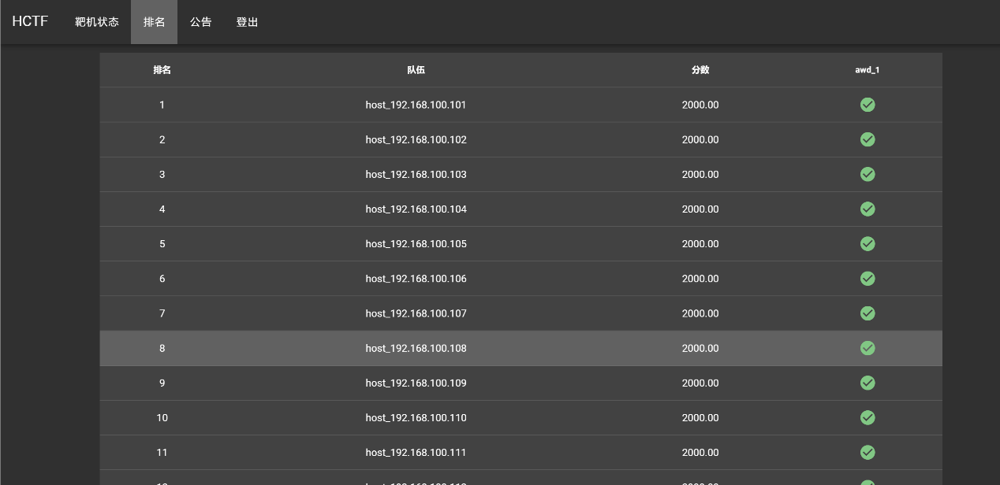 HCTF 靶机状态 排名 公告 登出
排名 队伍 分数 awd_1
1 host_192.168.100.101 2000.00
2 host_192.168.100.102 2000.00
3 host_192.168.100.103 2000.00
4 host_192.168.100.104 2000.00
5 host_192.168.100.105 2000.00
6 host_192.168.100.106 2000.00
7 host_192.168.100.107 2000.00
8 host_192.168.100.108 2000.00
9 host_192.168.100.109 2000.00
10 host_192.168.100.110 2000.00
11 host_192.168.100.111 2000.00